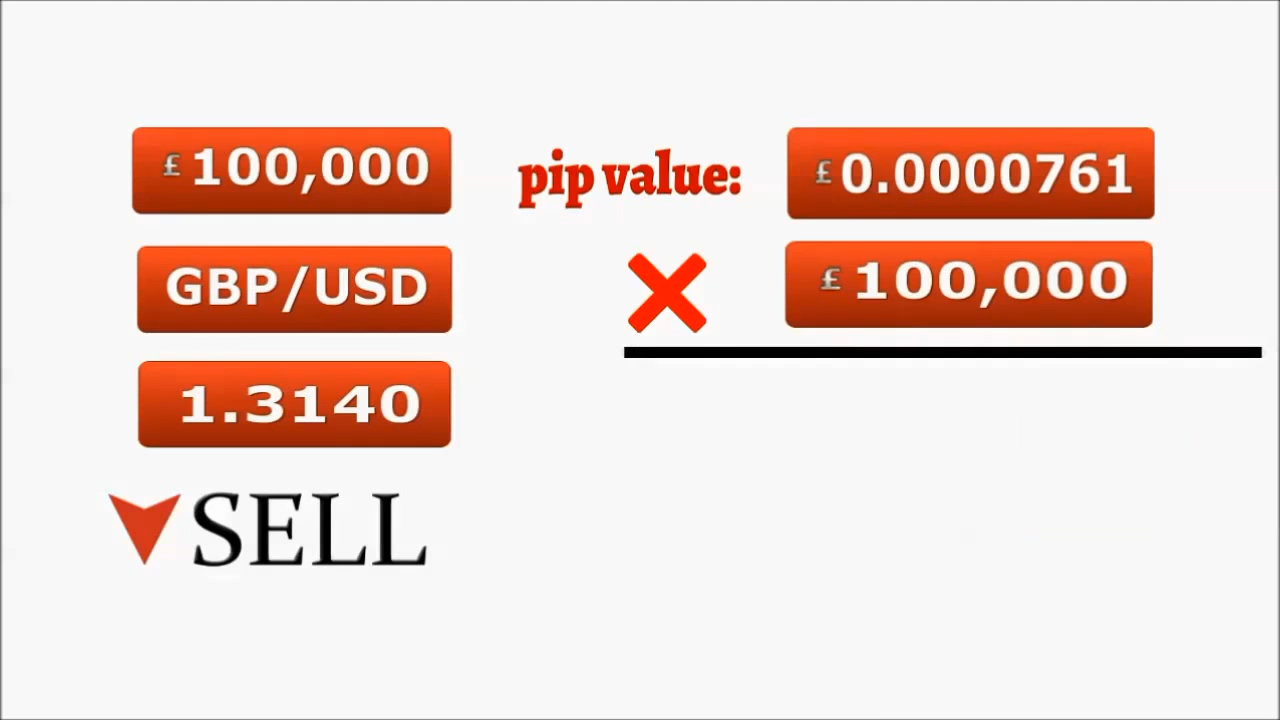 £ 100,000
GBP/USD
1.3140
SELL
pip value:
£ 0.0000761
£ 100,000